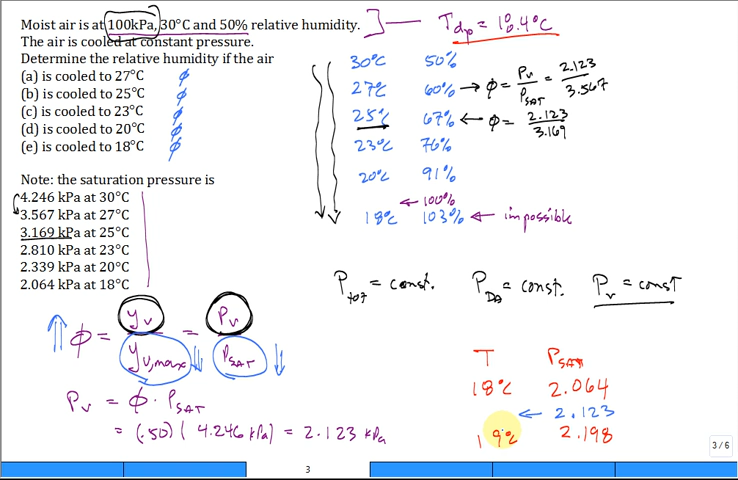 Moist air is at 100kPa, 30°C and 50% relative humidity.
The air is cooled at constant pressure.
Determine the relative humidity if the air
(a) is cooled to 27°C ϕ
(b) is cooled to 25°C ϕ
(c) is cooled to 23°C ϕ
(d) is cooled to 20°C ϕ
(e) is cooled to 18°C ϕ
Note: the saturation pressure is
4.246 kPa at 30°C
3.567 kPa at 27°C
3.169 kPa at 25°C
2.810 kPa at 23°C
2.339 kPa at 20°C
2.064 kPa at 18°C
ϕ = yv / yv,max = Pv / PSAT
Pv = ϕ · PSAT
= (.50)( 4.246 kPa) = 2.123 kPa
30°C 50%
27°C 60% → ϕ = Pv / PSAT = 2.123 / 3.567
25°C 67% ← ϕ = 2.123 / 3.169
23°C 76%
20°C 91%
← 100%
18°C 103% ← impossible
Ptot = const. PDA = const. Pv = const
T PSAT
18°C 2.064
← 2.123
19°C 2.198
3/6
3